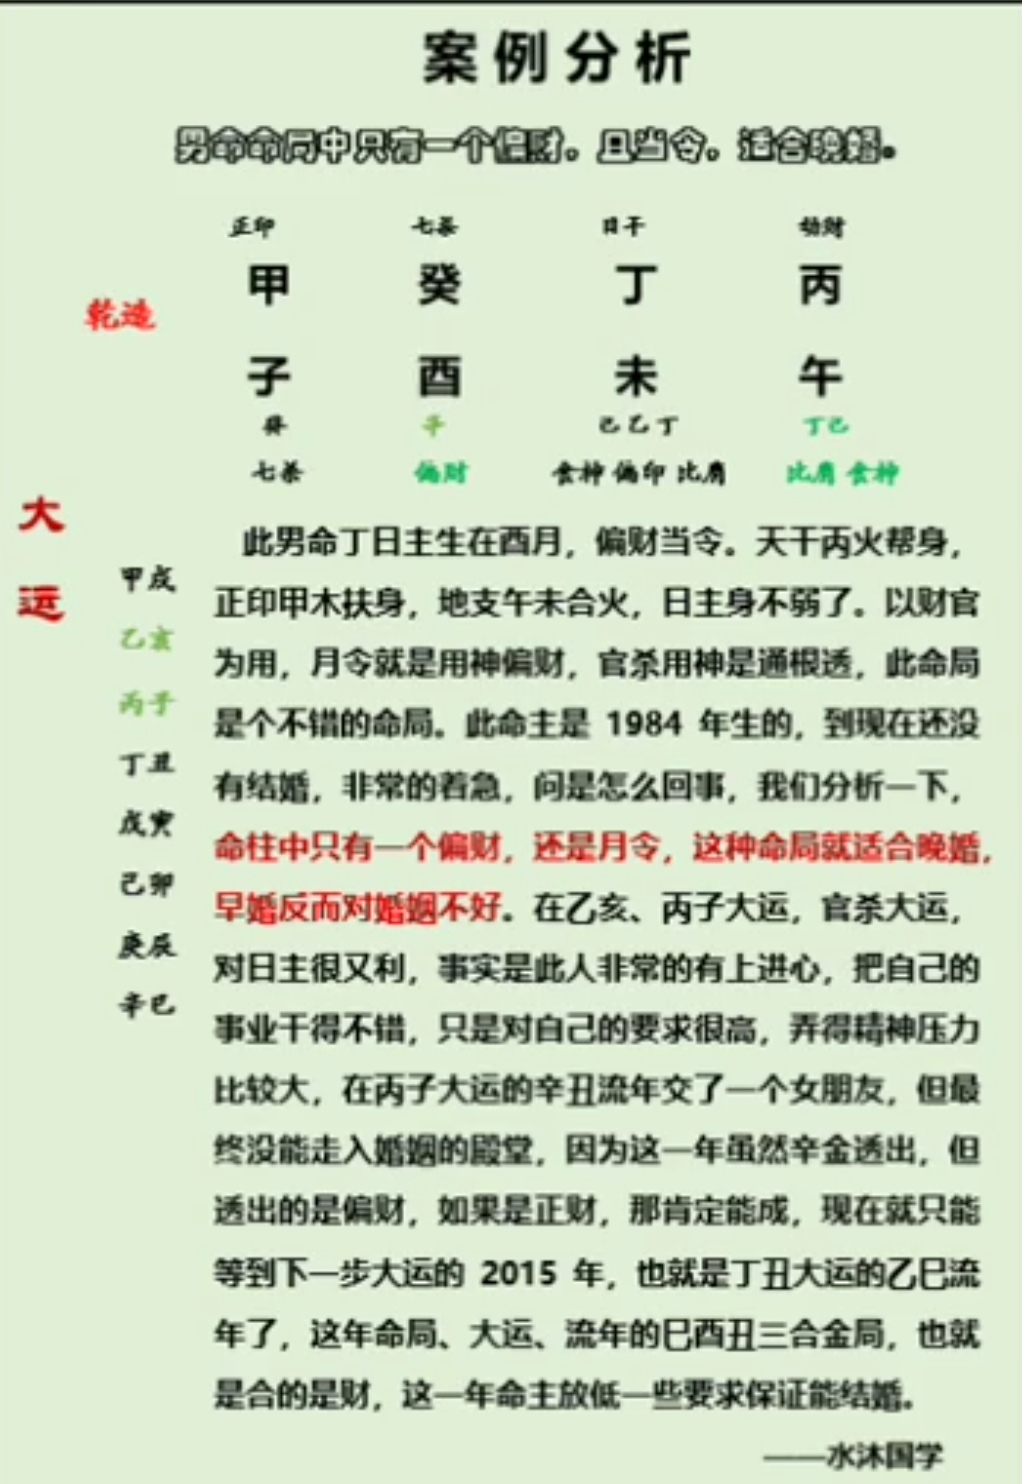 案例分析
男命命局中只有一个偏财，且当令，适合晚婚。
正印 七杀 日干 劫财
甲 癸 丁 丙
乾造
子 酉 未 午
癸 辛 己乙丁 丁己
七杀 偏财 食神 偏印 比肩 比肩 食神
大运
甲戌
乙亥
丙子
丁丑
戊寅
己卯
庚辰
辛巳
此男命丁日主生在酉月，偏财当令。天干丙火帮身，
正印甲木扶身，地支午未合火，日主身不弱了。以财官
为用，月令就是用神偏财，官杀用神是通根透，此命局
是个不错的命局。此命主是 1984 年生的，到现在还没
有结婚，非常的着急，问是怎么回事，我们分析一下，
命柱中只有一个偏财，还是月令，这种命局就适合晚婚，
早婚反而对婚姻不好。在乙亥、丙子大运，官杀大运，
对日主很又利，事实是此人非常的有上进心，把自己的
事业干得不错，只是对自己的要求很高，弄得精神压力
比较大，在丙子大运的辛丑流年交了一个女朋友，但最
终没能走入婚姻的殿堂，因为这一年虽然辛金透出，但
透出的是偏财，如果是正财，那肯定能成，现在就只能
等到下一步大运的 2015 年，也就是丁丑大运的乙巳流
年了，这年命局、大运、流年的巳酉丑三合金局，也就
是合的是财，这一年命主放低一些要求保证能结婚。
——水沐国学